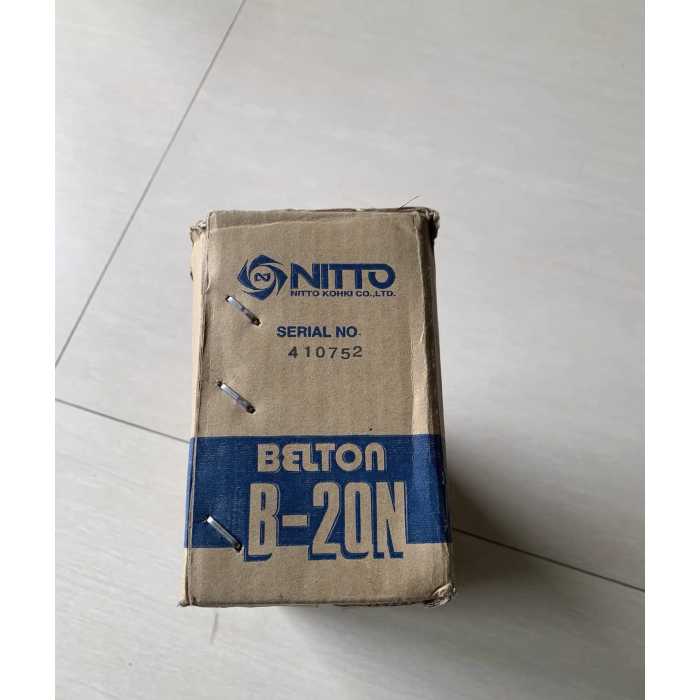 NITTO
NITTO KOHKI CO.,LTD.
SERIAL NO.
410752
BELTON
B-20N